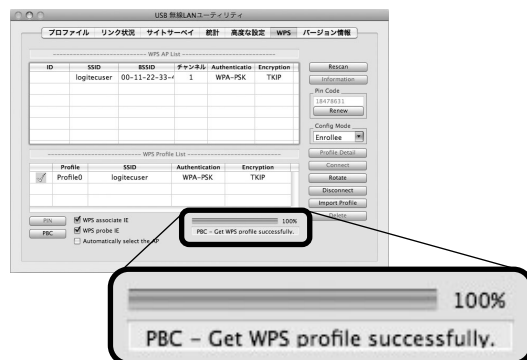 USB 無線LANユーティリティ
プロファイル リンク状況 サイトサーベイ 統計 高度な設定 WPS バージョン情報
WPS AP List
ID SSID BSSID チャンネル Authenticatio Encryption
logitecuser 00-11-22-33-4 1 WPA-PSK TKIP
Rescan
Information
Pin Code
18478631
Renew
Config Mode
Enrollee
WPS Profile List
Profile SSID Authentication Encryption
Profile0 logitecuser WPA-PSK TKIP
Profile Detail
Connect
Rotate
Disconnect
Import Profile
Delete
PIN WPS associate IE
PBC WPS probe IE
Automatically select the AP
100%
PBC - Get WPS profile successfully.
100%
PBC - Get WPS profile successfully.